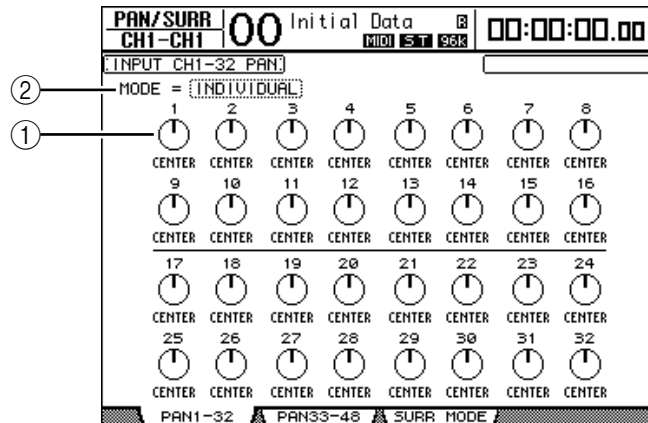 PAN/SURR
CH1-CH1
00 Initial Data R
MIDI ST 96k
00:00:00.00
INPUT CH1-32 PAN
② MODE = INDIVIDUAL
1 2 3 4 5 6 7 8
①
CENTER CENTER CENTER CENTER CENTER CENTER CENTER CENTER
9 10 11 12 13 14 15 16
CENTER CENTER CENTER CENTER CENTER CENTER CENTER CENTER
17 18 19 20 21 22 23 24
CENTER CENTER CENTER CENTER CENTER CENTER CENTER CENTER
25 26 27 28 29 30 31 32
CENTER CENTER CENTER CENTER CENTER CENTER CENTER CENTER
PAN1-32 PAN33-48 SURR MODE